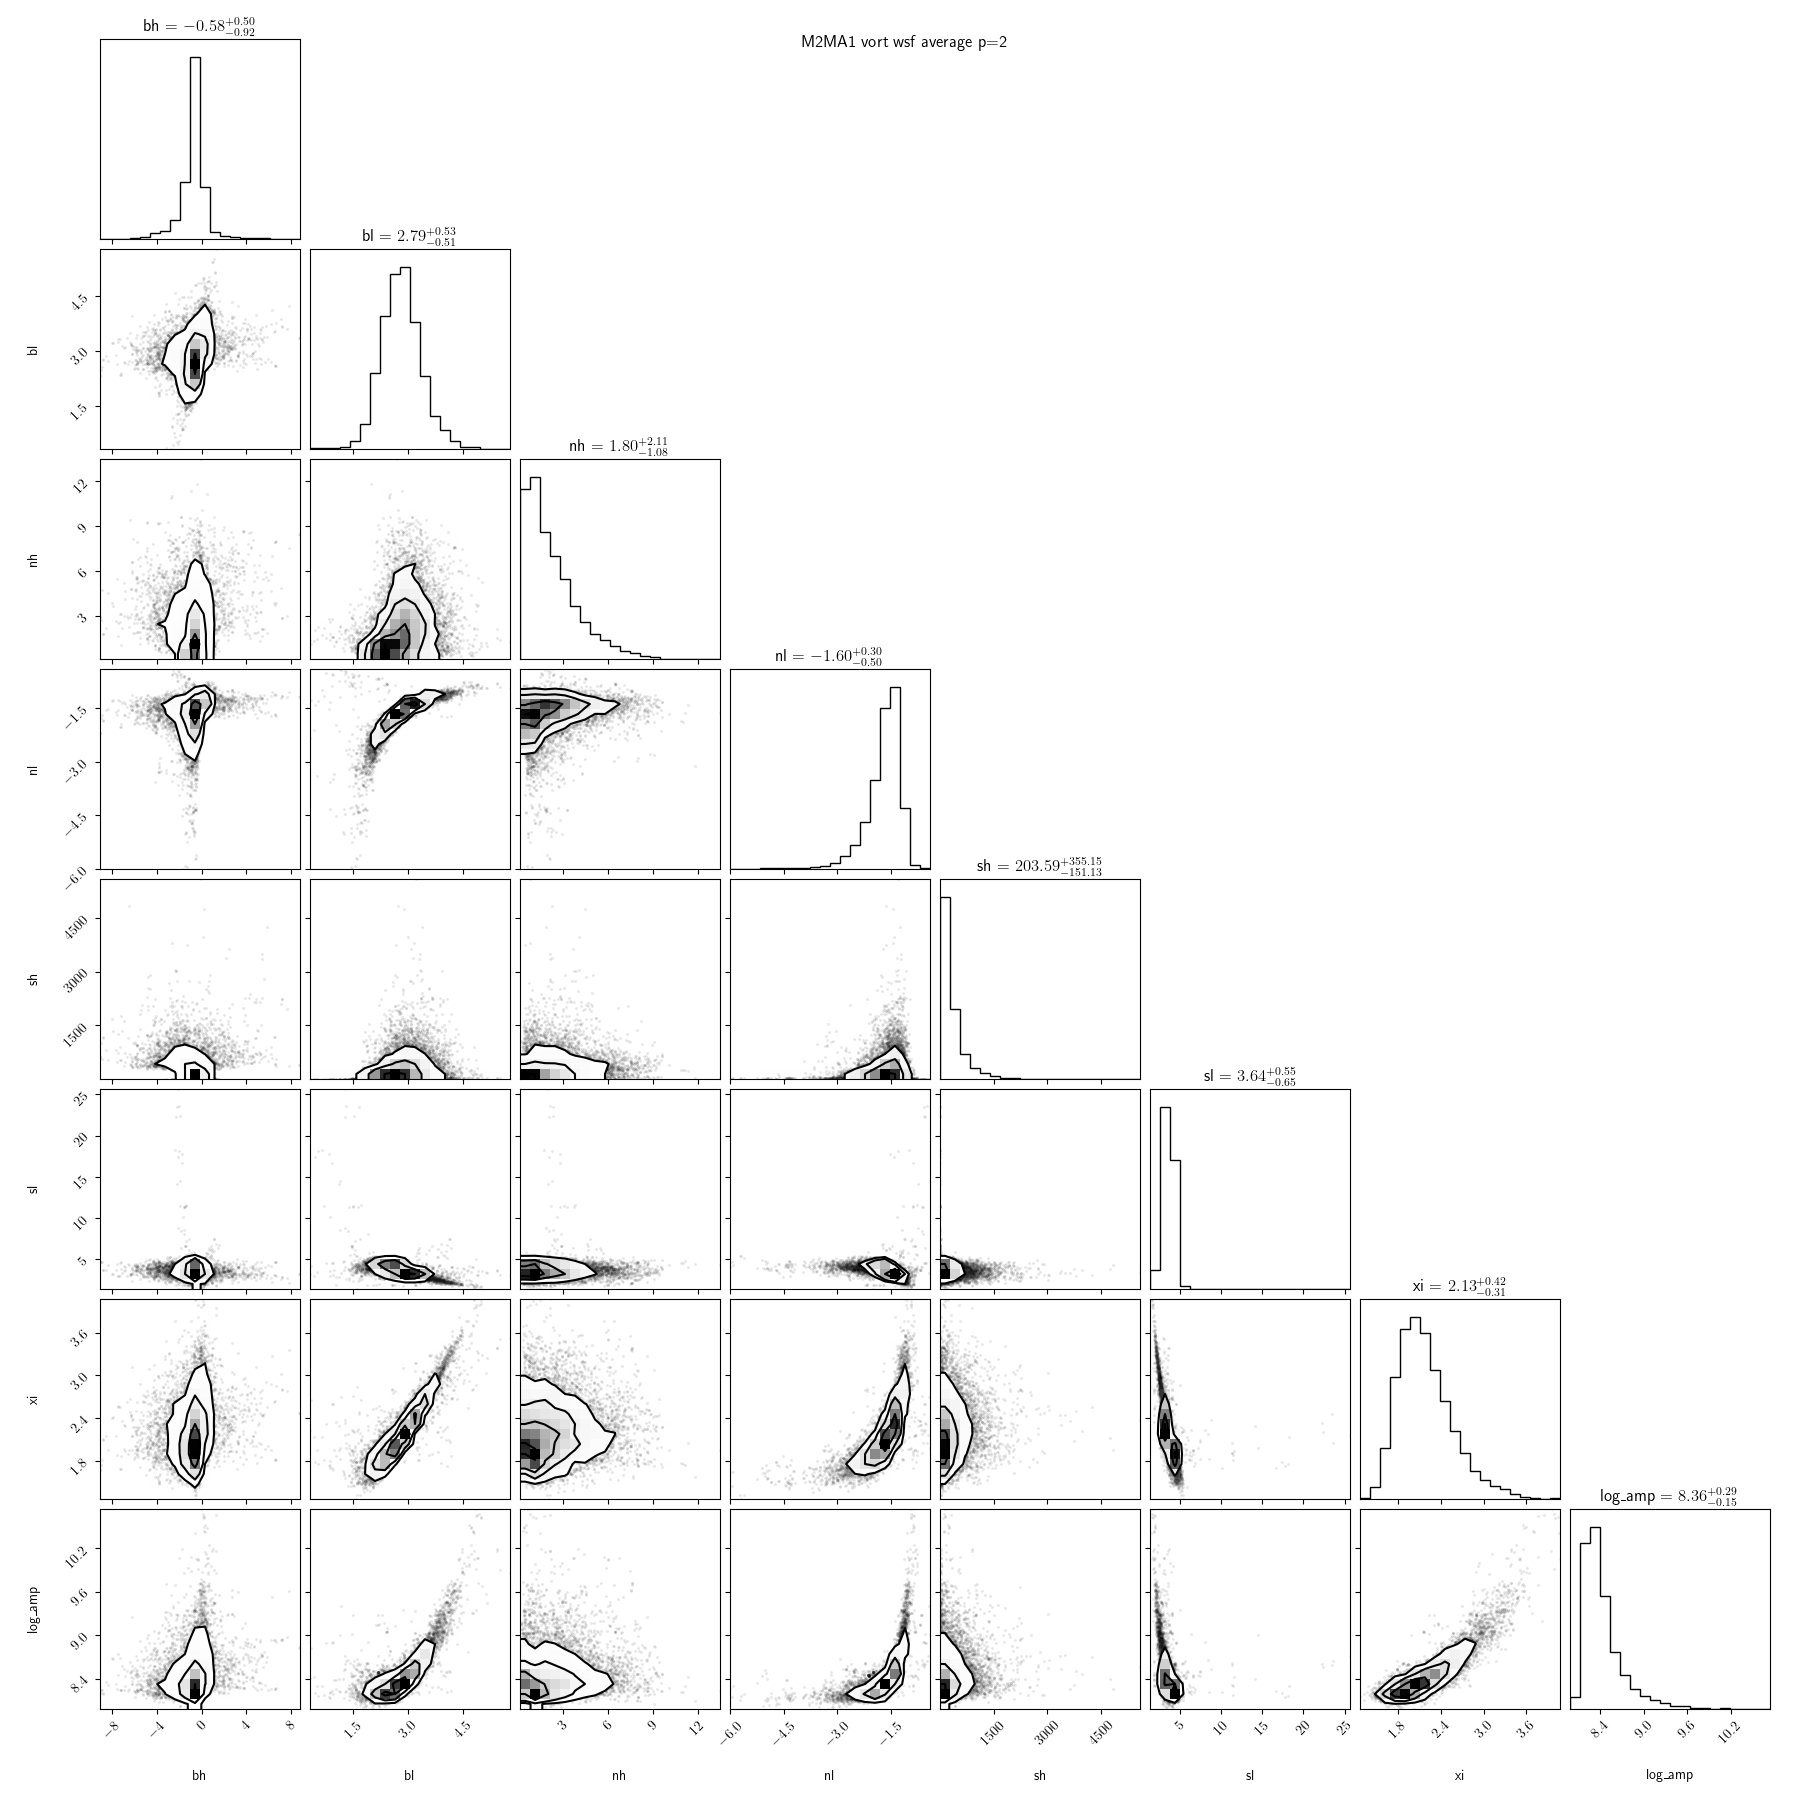 M2MA1 vort wsf average p=2
bh = −0.58 +0.50 −0.92
bl = 2.79 +0.53 −0.51
bl
4.5
3.0
1.5
nh = 1.80 +2.11 −1.08
nh
12
9
6
3
nl = −1.60 +0.30 −0.50
nl
−1.5
−3.0
−4.5
−6.0
sh = 203.59 +355.15 −151.13
sh
4500
3000
1500
sl = 3.64 +0.55 −0.65
sl
25
20
15
10
5
xi = 2.13 +0.42 −0.31
xi
3.6
3.0
2.4
1.8
log_amp = 8.36 +0.29 −0.15
log_amp
10.2
9.6
9.0
8.4
−8 −4 0 4 8 1.5 3.0 4.5 3 6 9 12 −6.0 −4.5 −3.0 −1.5 1500 3000 4500 5 10 15 20 25 1.8 2.4 3.0 3.6 8.4 9.0 9.6 10.2
bh bl nh nl sh sl xi log_amp